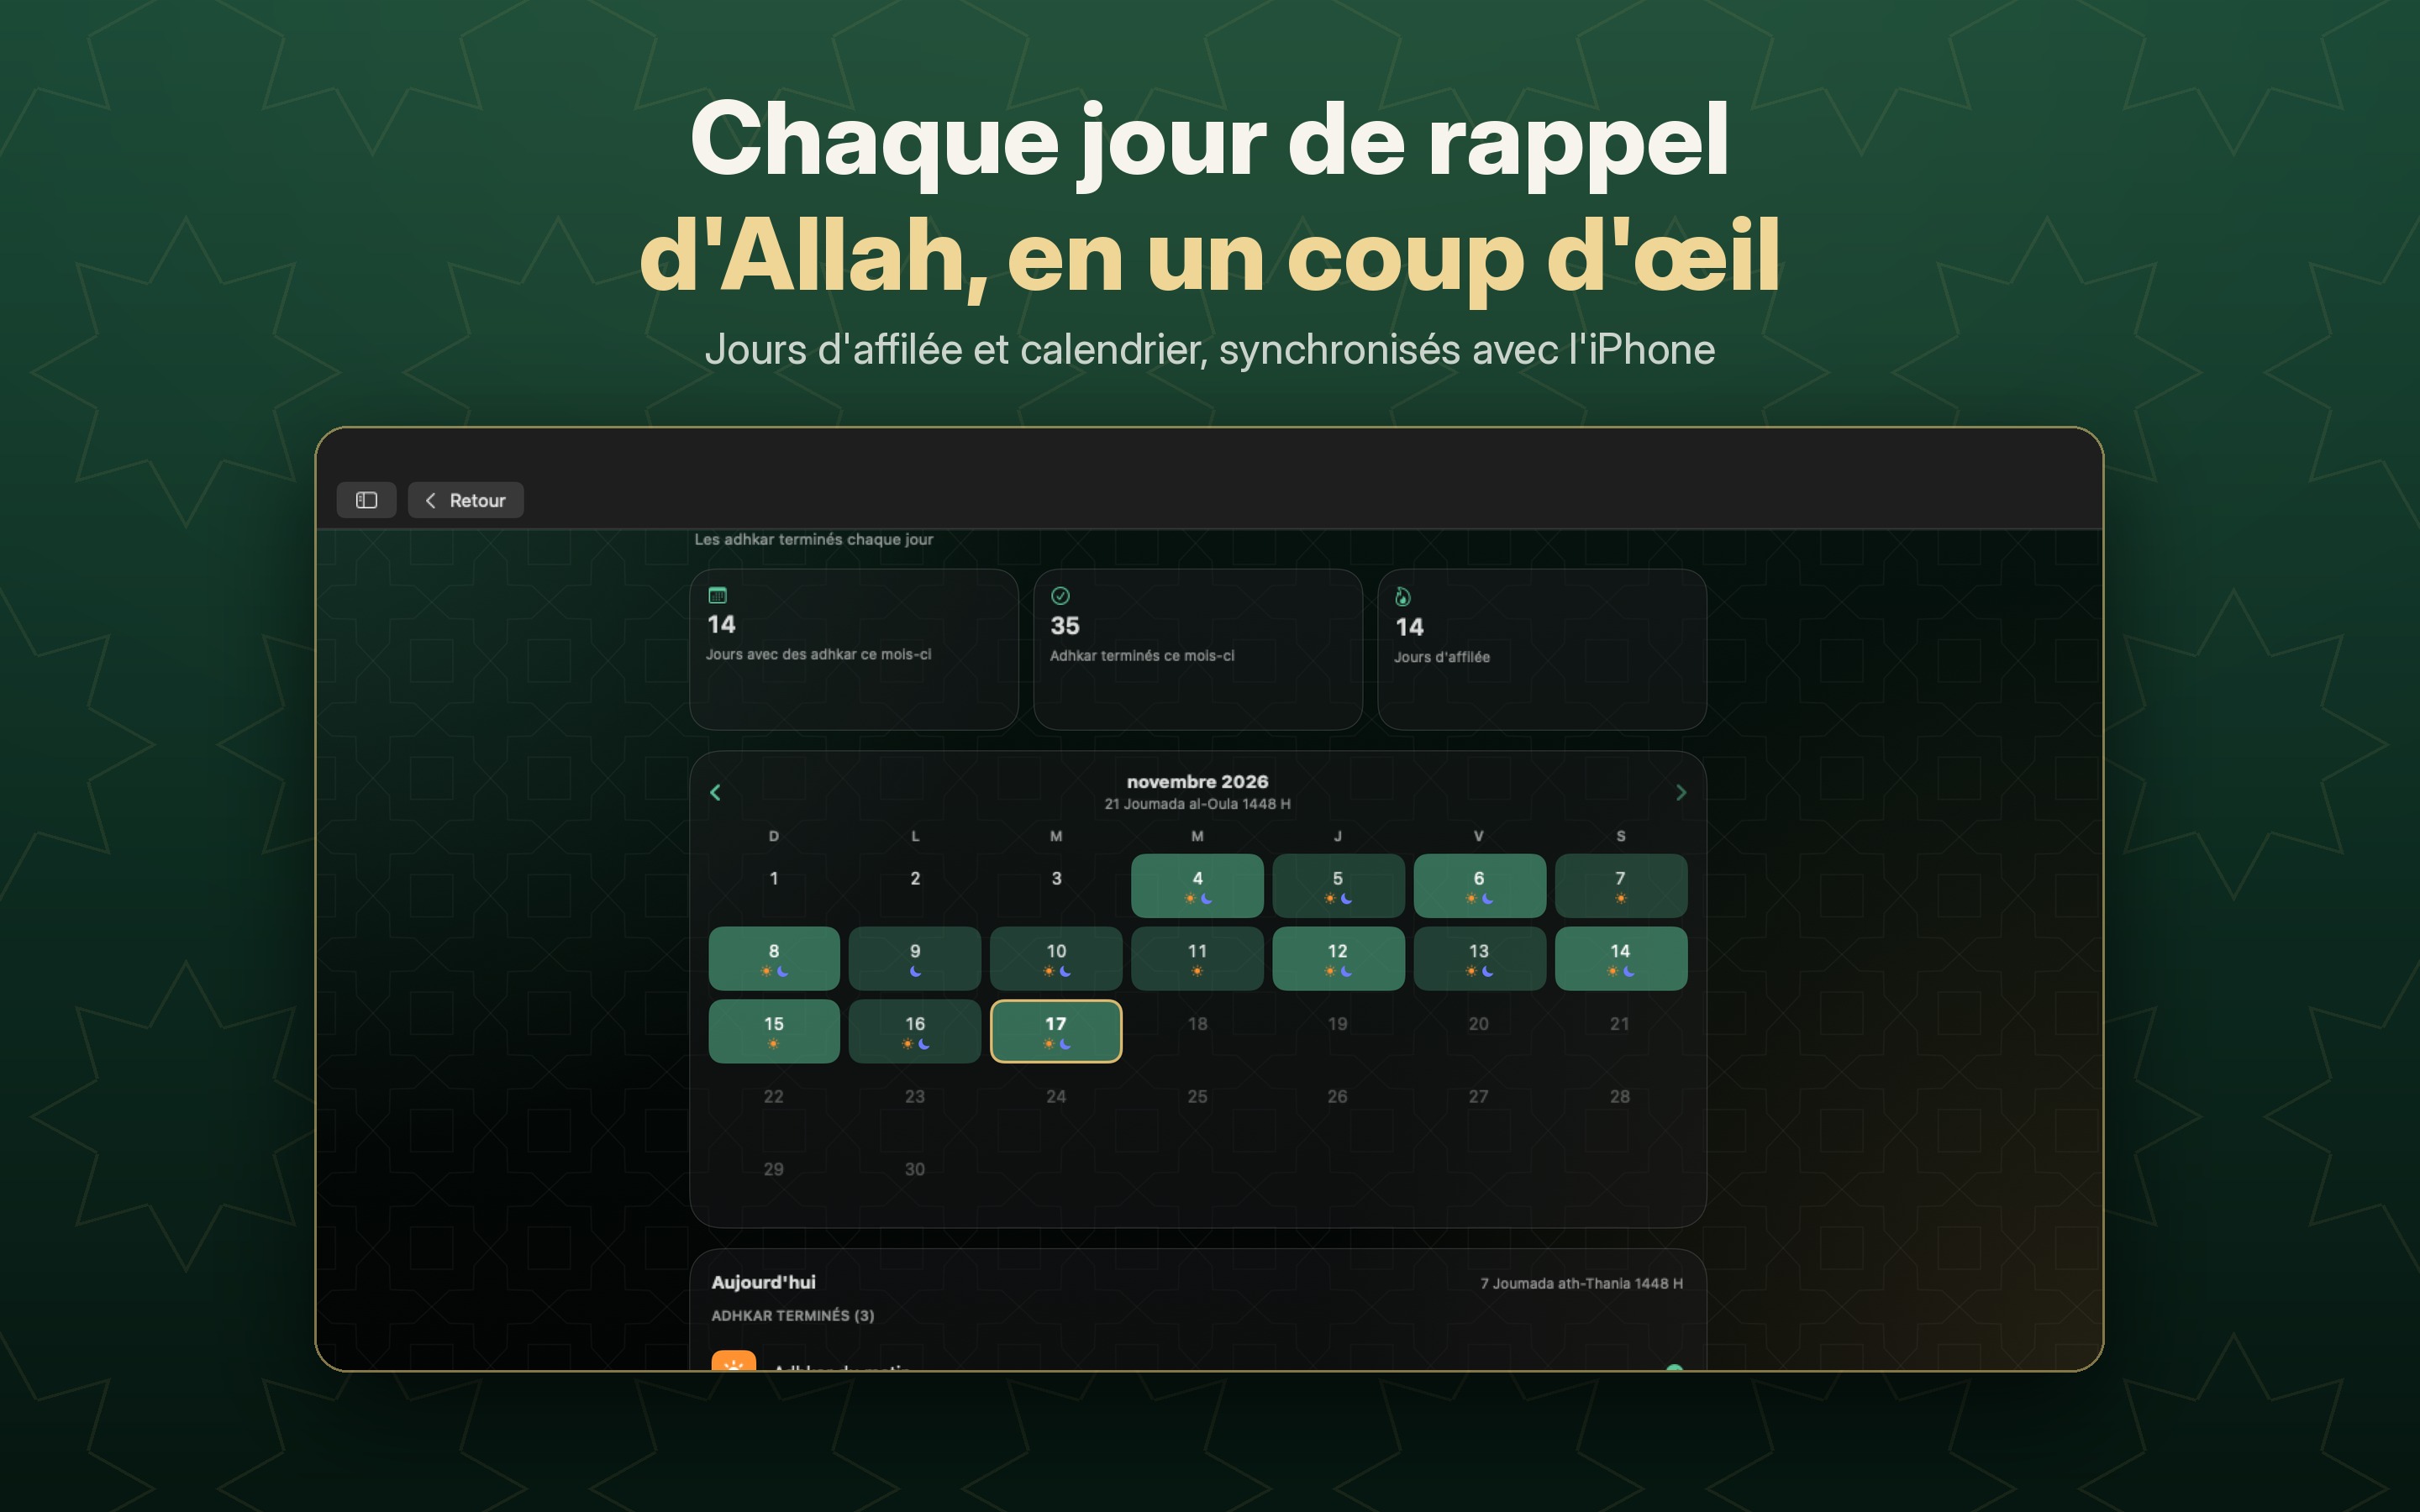 Chaque jour de rappel
d'Allah, en un coup d'œil
Jours d'affilée et calendrier, synchronisés avec l'iPhone
Retour
Les adhkar terminés chaque jour
14
Jours avec des adhkar ce mois-ci
35
Adhkar terminés ce mois-ci
14
Jours d'affilée
novembre 2026
21 Joumada al-Oula 1448 H
D L M M J V S
1 2 3 4 5 6 7
8 9 10 11 12 13 14
15 16 17 18 19 20 21
22 23 24 25 26 27 28
29 30
Aujourd'hui
7 Joumada ath-Thania 1448 H
ADHKAR TERMINÉS (3)